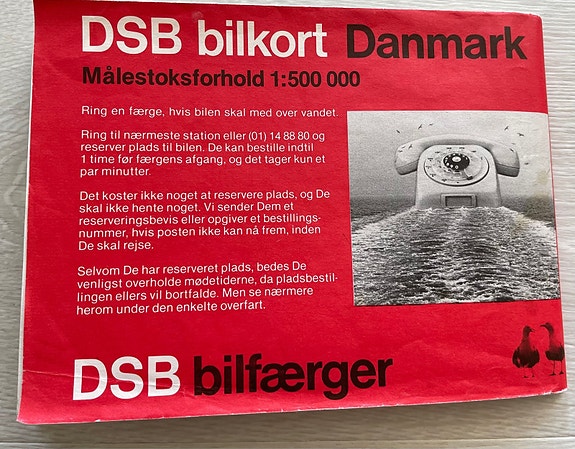 DSB bilkort Danmark
Målestoksforhold 1:500 000
Ring en færge, hvis bilen skal med over vandet.
Ring til nærmeste station eller (01) 14 88 80 og
reserver plads til bilen. De kan bestille indtil
1 time før færgens afgang, og det tager kun et
par minutter.
Det koster ikke noget at reservere plads, og De
skal ikke hente noget. Vi sender Dem et
reserveringsbevis eller opgiver et bestillings-
nummer, hvis posten ikke kan nå frem, inden
De skal rejse.
Selvom De har reserveret plads, bedes De
venligst overholde mødetiderne, da pladsbestil-
lingen ellers vil bortfalde. Men se nærmere
herom under den enkelte overfart.
DSB bilfærger